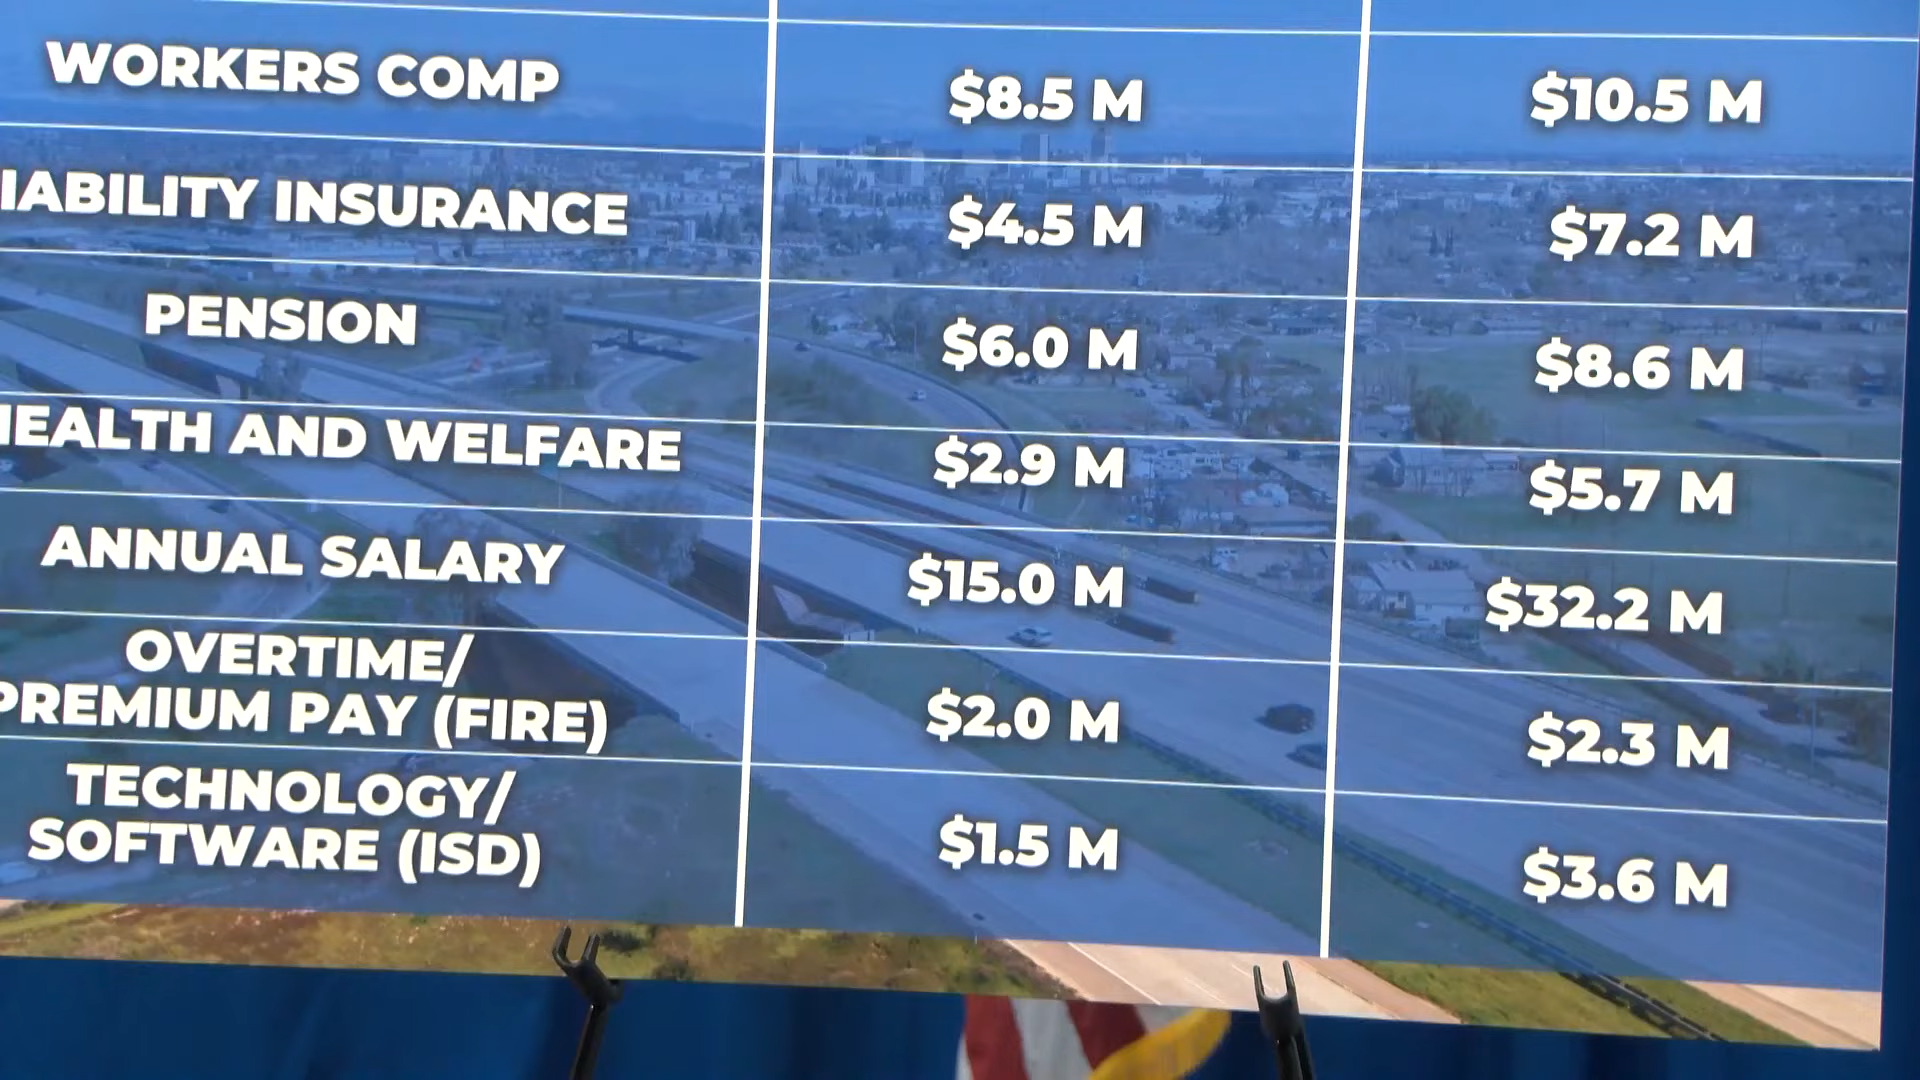 WORKERS COMP $8.5 M $10.5 M
IABILITY INSURANCE $4.5 M $7.2 M
PENSION $6.0 M $8.6 M
HEALTH AND WELFARE $2.9 M $5.7 M
ANNUAL SALARY $15.0 M $32.2 M
OVERTIME/
PREMIUM PAY (FIRE) $2.0 M $2.3 M
TECHNOLOGY/
SOFTWARE (ISD) $1.5 M $3.6 M